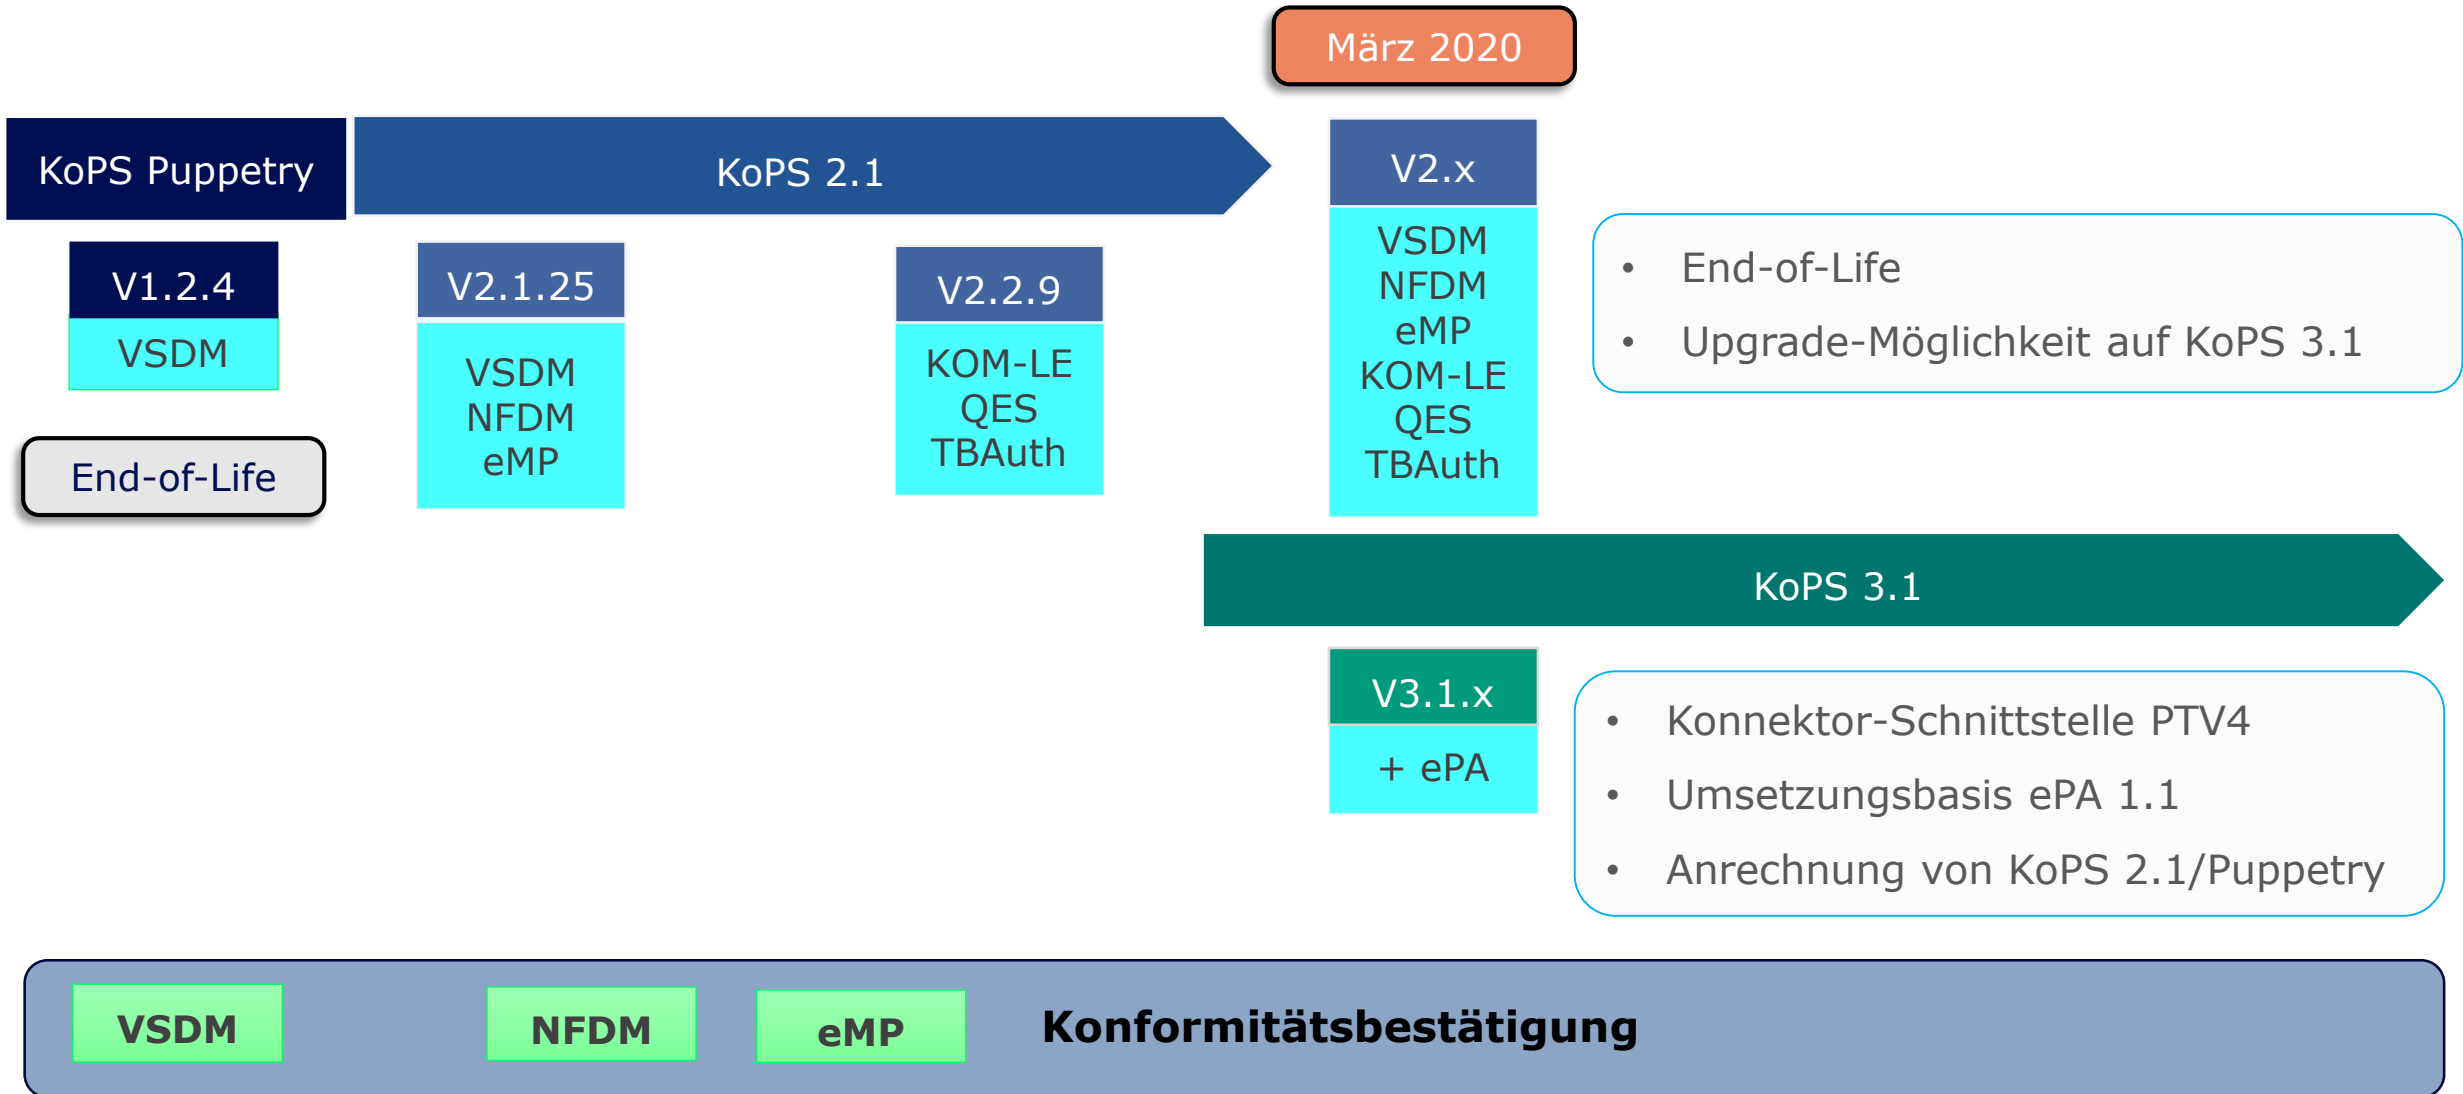 März 2020
KoPS Puppetry
KoPS 2.1
V1.2.4
VSDM
End-of-Life
V2.1.25
VSDM
NFDM
eMP
V2.2.9
KOM-LE
QES
TBAuth
V2.x
VSDM
NFDM
eMP
KOM-LE
QES
TBAuth
• End-of-Life
• Upgrade-Möglichkeit auf KoPS 3.1
KoPS 3.1
V3.1.x
+ ePA
• Konnektor-Schnittstelle PTV4
• Umsetzungsbasis ePA 1.1
• Anrechnung von KoPS 2.1/Puppetry
VSDM
NFDM
eMP
Konformitätsbestätigung